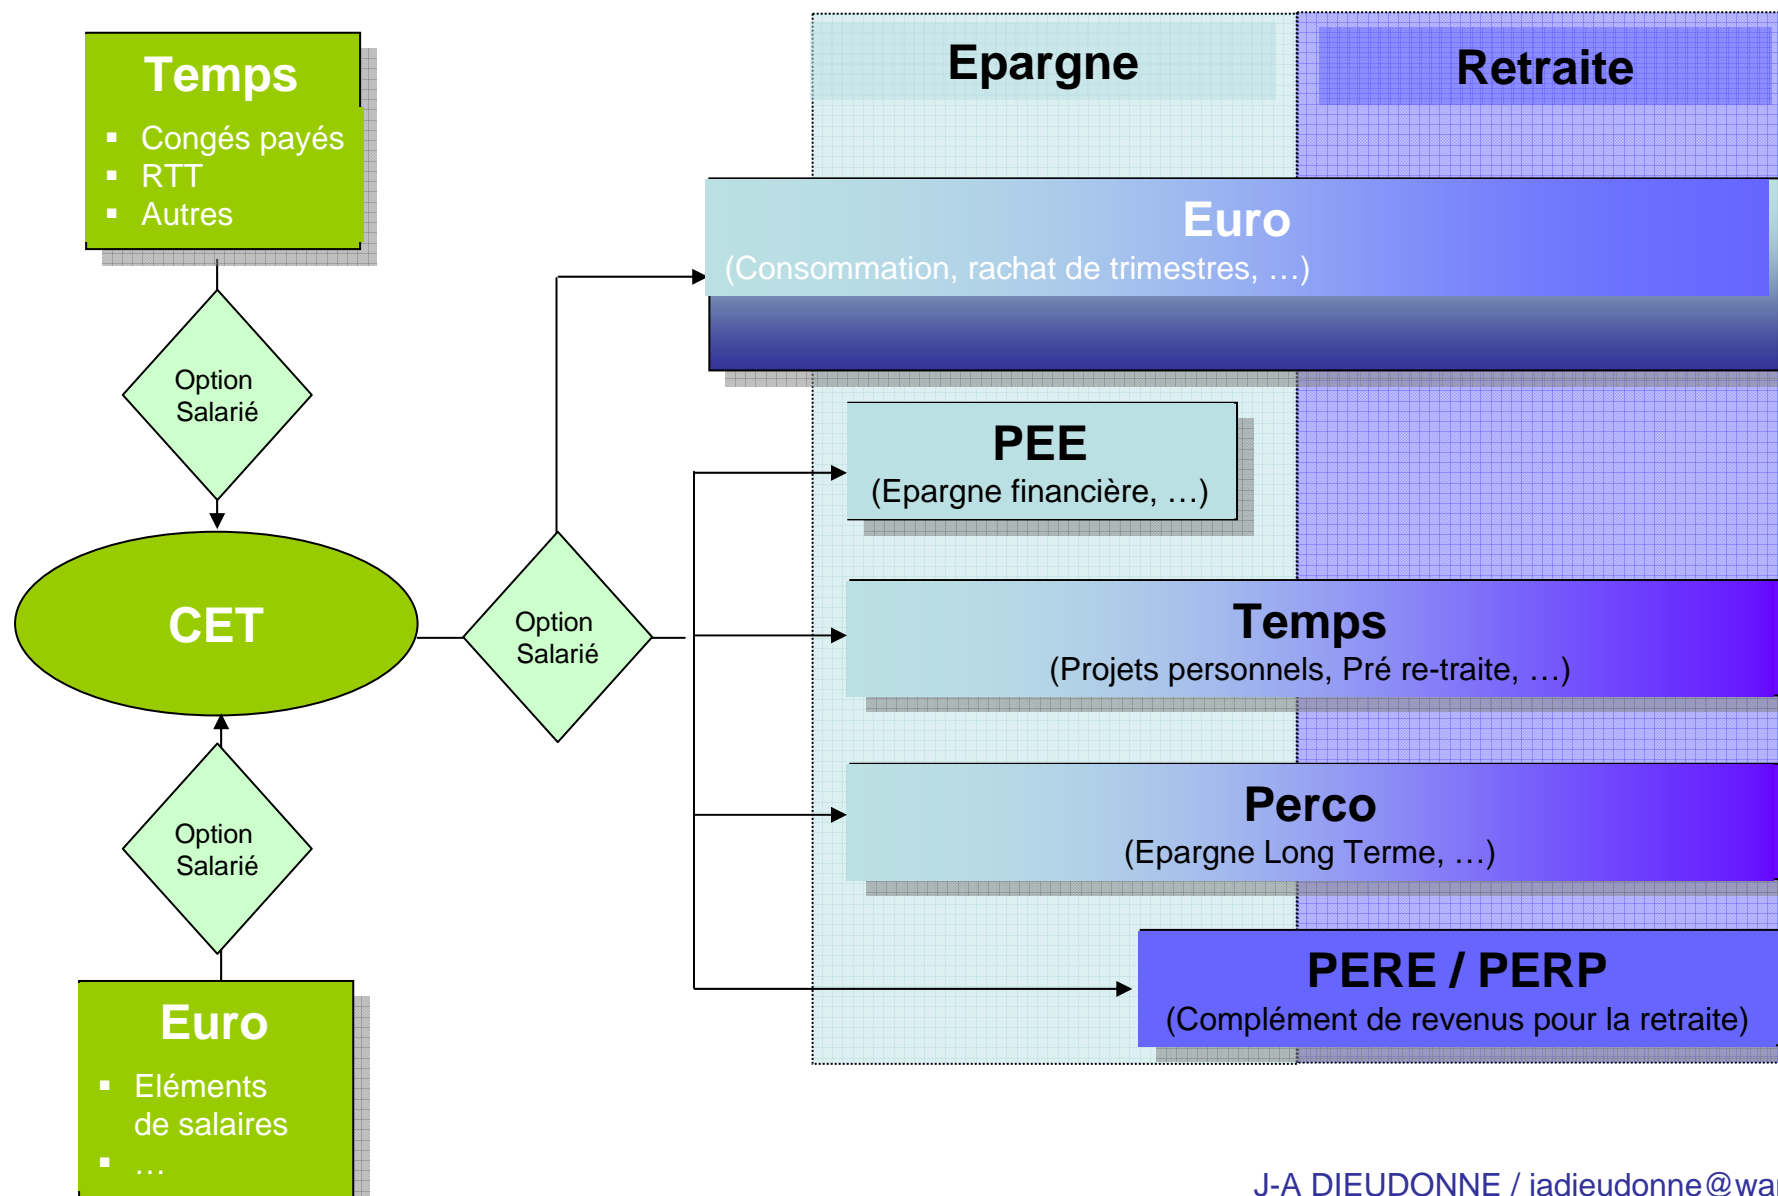 Temps
▪ Congés payés
▪ RTT
▪ Autres
Option
Salarié
CET
Option
Salarié
Euro
▪ Eléments
de salaires
▪ …
Option
Salarié
Epargne
Retraite
Euro
(Consommation, rachat de trimestres, …)
PEE
(Epargne financière, …)
Temps
(Projets personnels, Pré re-traite, …)
Perco
(Epargne Long Terme, …)
PERE / PERP
(Complément de revenus pour la retraite)
J-A DIEUDONNE /